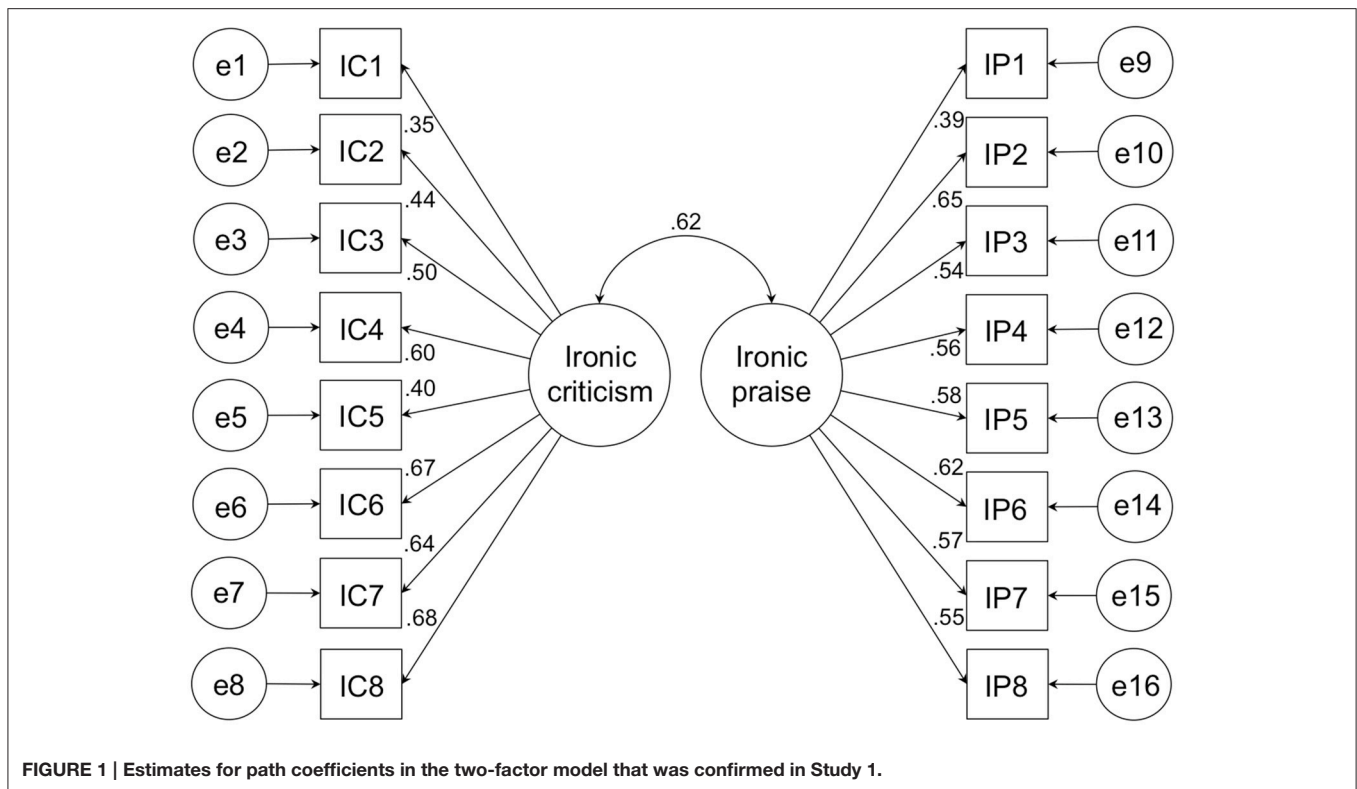 e1 IC1 IP1 e9
.35 .39
e2 IC2 IP2 e10
.44 .65
.62
e3 IC3 IP3 e11
.50 .54
e4 IC4 IP4 e12
.60 .56
Ironic
criticism
Ironic
praise
.40 .58
e5 IC5 IP5 e13
.67 .62
e6 IC6 IP6 e14
.64 .57
e7 IC7 IP7 e15
.68 .55
e8 IC8 IP8 e16
FIGURE 1 | Estimates for path coefficients in the two-factor model that was confirmed in Study 1.